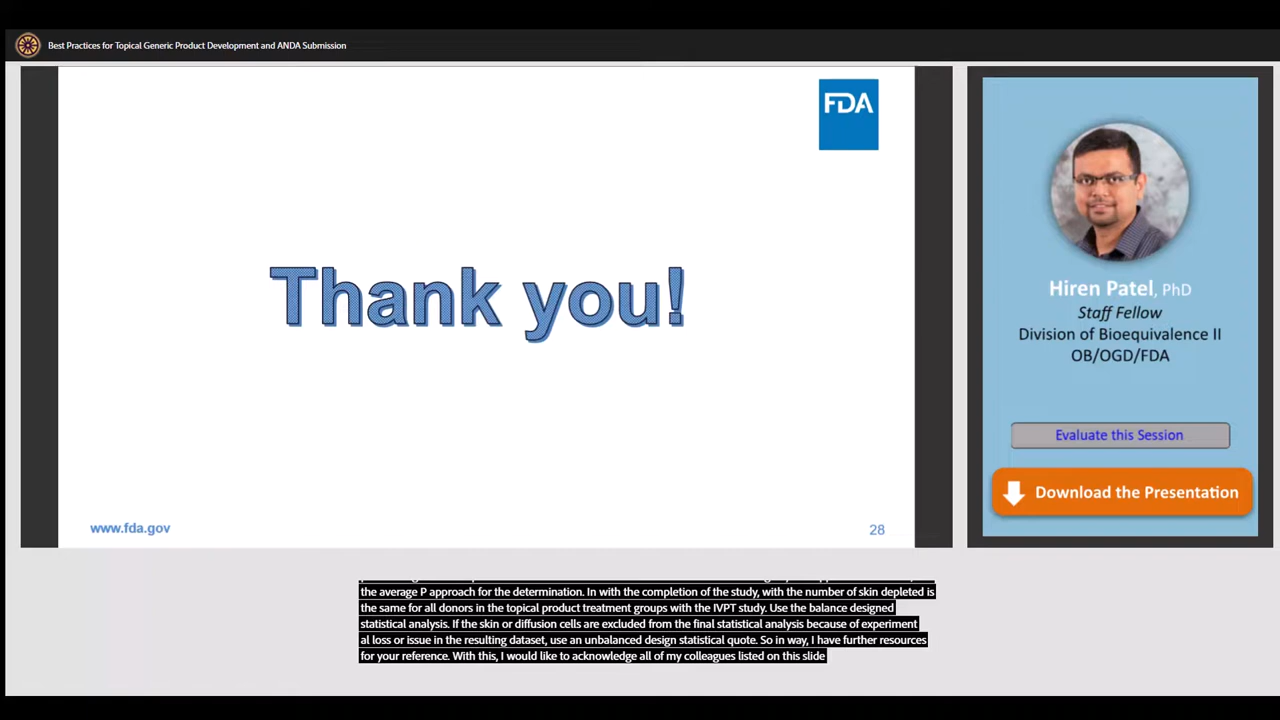 Best Practices for Topical Generic Product Development and ANDA Submission
FDA
Thank you!
www.fda.gov
28
Hiren Patel, PhD
Staff Fellow
Division of Bioequivalence II
OB/OGD/FDA
Evaluate this Session
Download the Presentation
the average P approach for the determination. In with the completion of the study, with the number of skin depleted is
the same for all donors in the topical product treatment groups with the IVPT study. Use the balance designed
statistical analysis. If the skin or diffusion cells are excluded from the final statistical analysis because of experiment
al loss or issue in the resulting dataset, use an unbalanced design statistical quote. So in way, I have further resources
for your reference. With this, I would like to acknowledge all of my colleagues listed on this slide